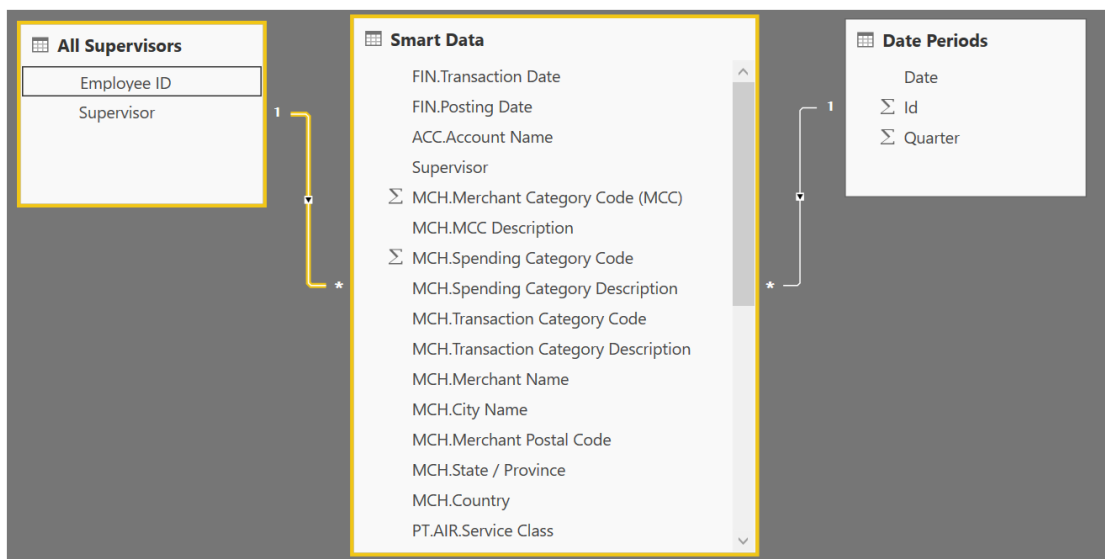 All Supervisors
Employee ID
Supervisor
1
*
Smart Data
FIN.Transaction Date
FIN.Posting Date
ACC.Account Name
Supervisor
Σ MCH.Merchant Category Code (MCC)
MCH.MCC Description
Σ MCH.Spending Category Code
MCH.Spending Category Description
MCH.Transaction Category Code
MCH.Transaction Category Description
MCH.Merchant Name
MCH.City Name
MCH.Merchant Postal Code
MCH.State / Province
MCH.Country
PT.AIR.Service Class
*
1
Date Periods
Date
Σ Id
Σ Quarter